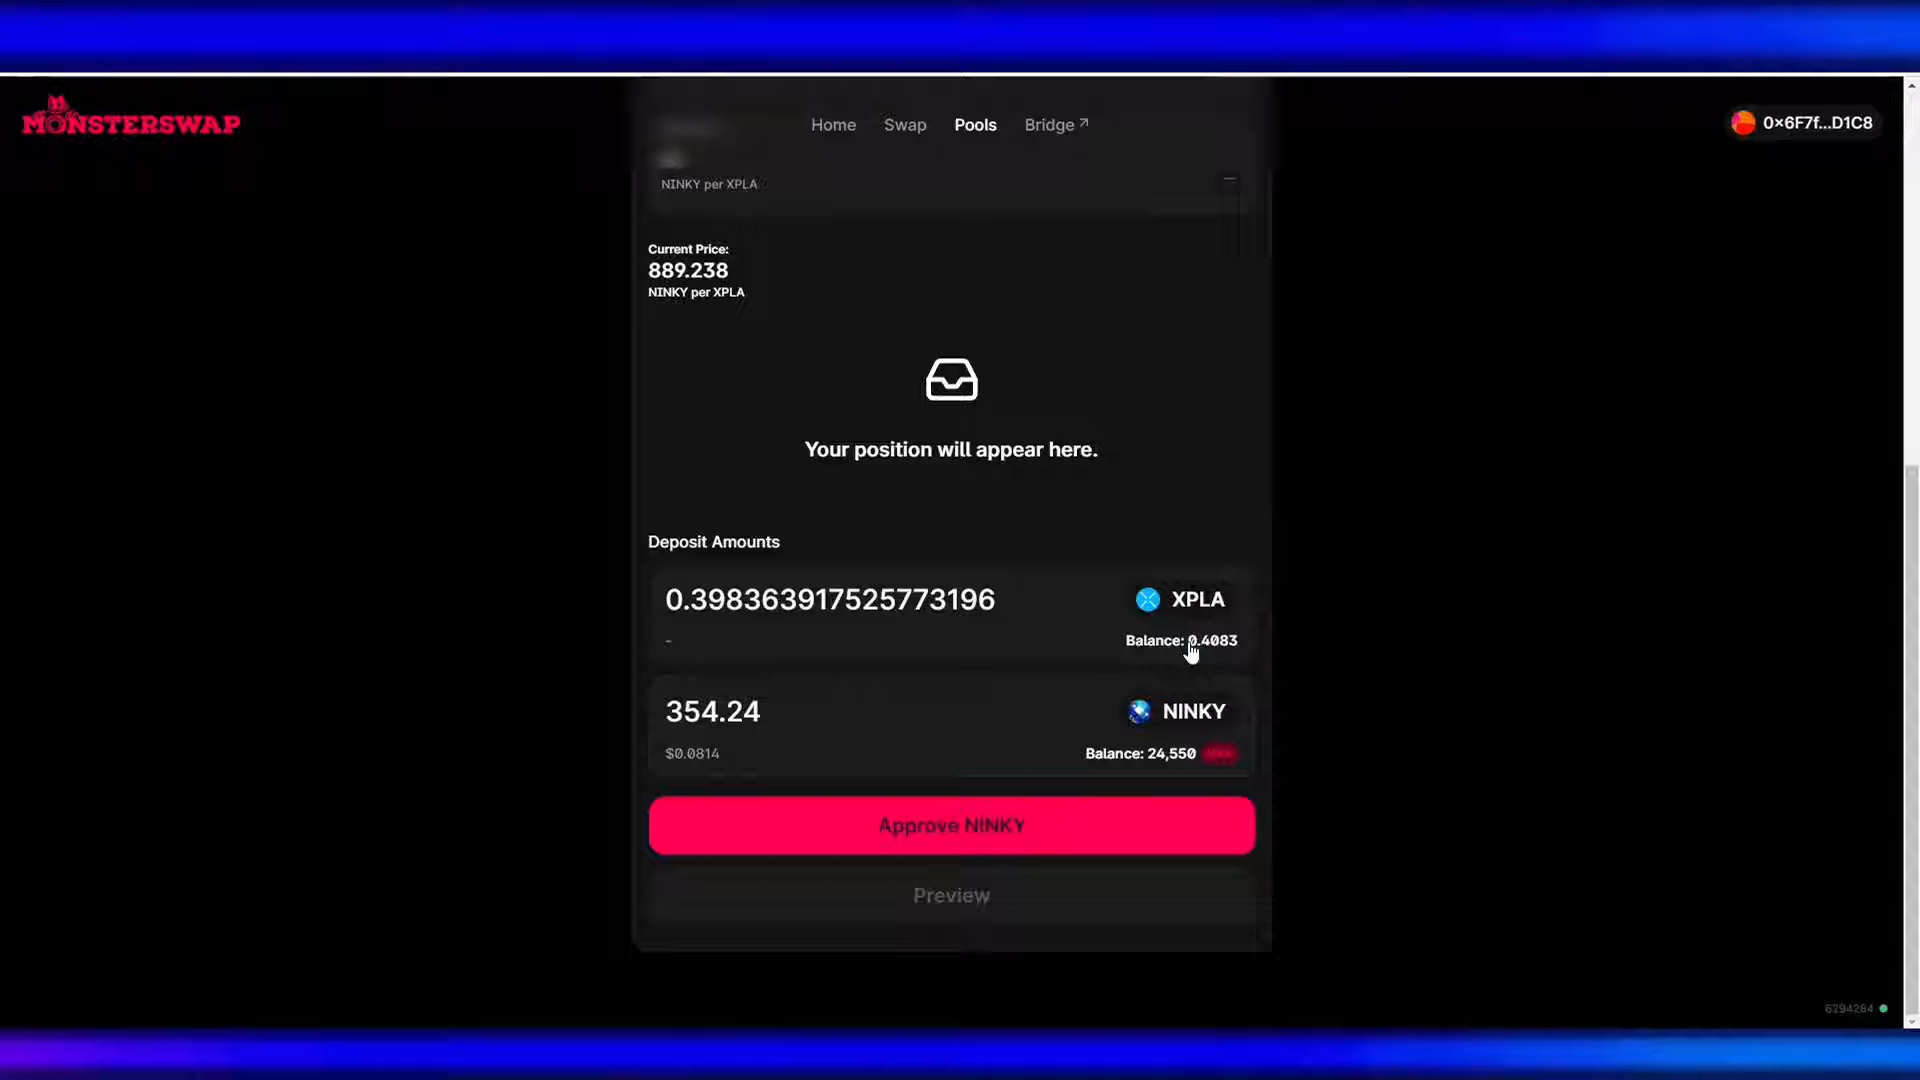 MONSTERSWAP
Home Swap Pools Bridge
0x6F7f...D1C8
NINKY per XPLA
Current Price:
889.238
NINKY per XPLA
Your position will appear here.
Deposit Amounts
0.398363917525773196
XPLA
-
Balance: 0.4083
354.24
NINKY
$0.0814
Balance: 24,550
Approve NINKY
Preview
6294264